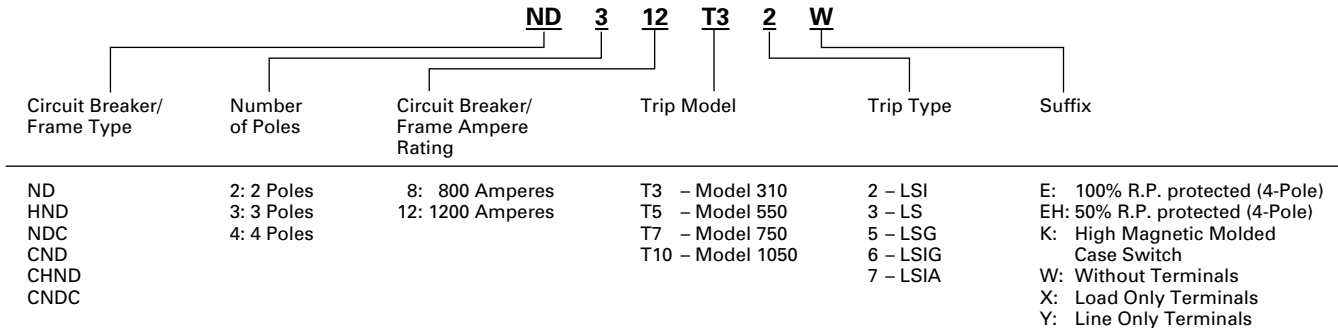 ND 3 12 T3 2 W
Circuit Breaker/
Frame Type
Number
of Poles
Circuit Breaker/
Frame Ampere
Rating
Trip Model
Trip Type
Suffix
ND
HND
NDC
CND
CHND
CNDC
2: 2 Poles
3: 3 Poles
4: 4 Poles
8: 800 Amperes
12: 1200 Amperes
T3 – Model 310
T5 – Model 550
T7 – Model 750
T10 – Model 1050
2 – LSI
3 – LS
5 – LSG
6 – LSIG
7 – LSIA
E: 100% R.P. protected (4-Pole)
EH: 50% R.P. protected (4-Pole)
K: High Magnetic Molded
Case Switch
W: Without Terminals
X: Load Only Terminals
Y: Line Only Terminals